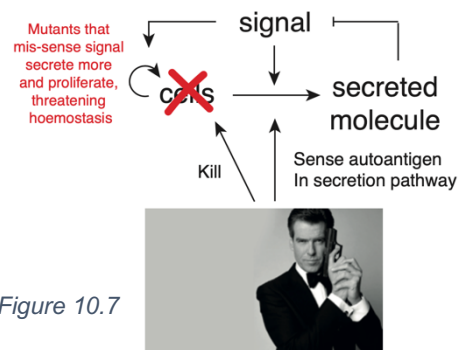 signal
Mutants that
mis-sense signal
secrete more
and proliferate,
threatening
hoemostasis
cells
secreted
molecule
Kill
Sense autoantigen
In secretion pathway
Figure 10.7